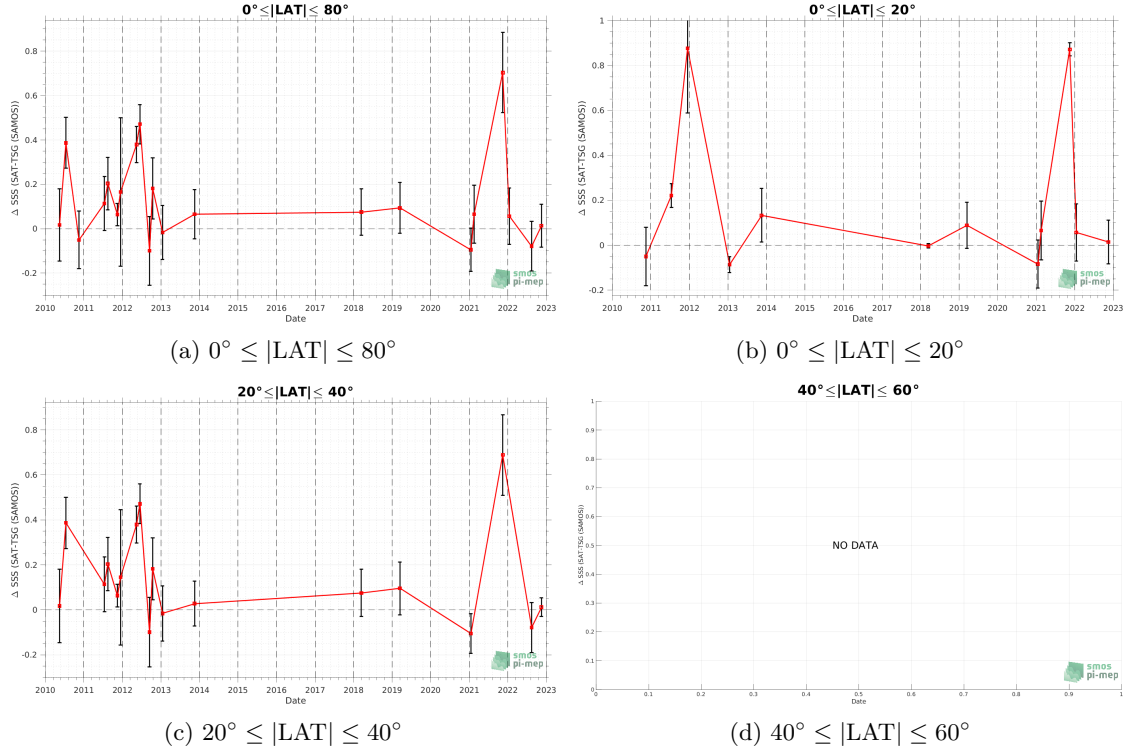 0°≤|LAT|≤ 80°
Δ SSS (SAT-TSG (SAMOS))
0.8
0.6
0.4
0.2
0
-0.2
2010 2011 2012 2013 2014 2015 2016 2017 2018 2019 2020 2021 2022 2023
Date
smos
pi-mep
(a) 0° ≤ |LAT| ≤ 80°
0°≤|LAT|≤ 20°
Δ SSS (SAT-TSG (SAMOS))
1
0.8
0.6
0.4
0.2
0
-0.2
2010 2011 2012 2013 2014 2015 2016 2017 2018 2019 2020 2021 2022 2023
Date
smos
pi-mep
(b) 0° ≤ |LAT| ≤ 20°
20°≤|LAT|≤ 40°
Δ SSS (SAT-TSG (SAMOS))
0.8
0.6
0.4
0.2
0
-0.2
2010 2011 2012 2013 2014 2015 2016 2017 2018 2019 2020 2021 2022 2023
Date
smos
pi-mep
(c) 20° ≤ |LAT| ≤ 40°
40°≤|LAT|≤ 60°
Δ SSS (SAT-TSG (SAMOS))
1
0.9
0.8
0.7
0.6
0.5
0.4
0.3
0.2
0.1
0
NO DATA
0 0.1 0.2 0.3 0.4 0.5 0.6 0.7 0.8 0.9 1
Date
smos
pi-mep
(d) 40° ≤ |LAT| ≤ 60°